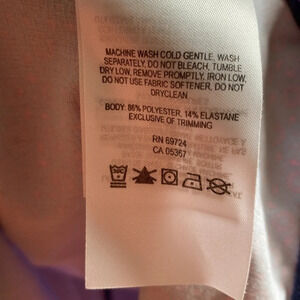 MACHINE WASH COLD GENTLE, WASH
SEPARATELY, DO NOT BLEACH, TUMBLE
DRY LOW, REMOVE PROMPTLY, IRON LOW,
DO NOT USE FABRIC SOFTENER, DO NOT
DRYCLEAN
BODY: 86% POLYESTER, 14% ELASTANE
EXCLUSIVE OF TRIMMING
RN 69724
CA 05367